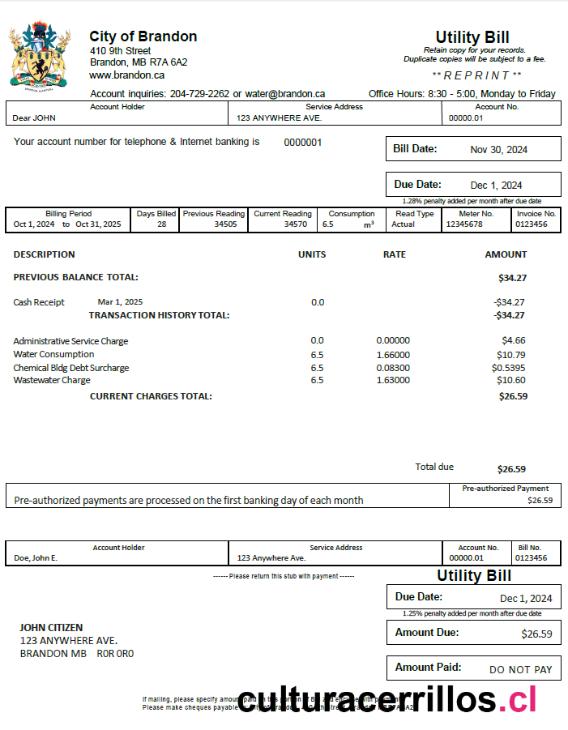 City of Brandon
410 9th Street
Brandon, MB R7A 6A2
www.brandon.ca
Utility Bill
Retain copy for your records.
Duplicate copies will be subject to a fee.
**REPRINT**
Account inquiries: 204-729-2262 or water@brandon.ca Office Hours: 8:30 - 5:00, Monday to Friday
Account Holder Service Address Account No.
Dear JOHN 123 ANYWHERE AVE. 00000.01
Your account number for telephone & Internet banking is 0000001
Bill Date: Nov 30, 2024
Due Date: Dec 1, 2024
1.28% penalty added per month after due date
Billing Period Days Billed Previous Reading Current Reading Consumption Read Type Meter No. Invoice No.
Oct 1, 2024 to Oct 31, 2025 28 34505 34570 6.5 m³ Actual 12345678 0123456
DESCRIPTION UNITS RATE AMOUNT
PREVIOUS BALANCE TOTAL: $34.27
Cash Receipt Mar 1, 2025 0.0 -$34.27
TRANSACTION HISTORY TOTAL: -$34.27
Administrative Service Charge 0.0 0.00000 $4.66
Water Consumption 6.5 1.66000 $10.79
Chemical Bldg Debt Surcharge 6.5 0.08300 $0.5395
Wastewater Charge 6.5 1.63000 $10.60
CURRENT CHARGES TOTAL: $26.59
Total due $26.59
Pre-authorized payments are processed on the first banking day of each month
Pre-authorized Payment
$26.59
Account Holder Service Address Account No. Bill No.
Doe, John E. 123 Anywhere Ave. 00000.01 0123456
----- Please return this stub with payment -----
Utility Bill
Due Date: Dec 1, 2024
1.25% penalty added per month after due date
JOHN CITIZEN
123 ANYWHERE AVE.
BRANDON MB R0R 0R0
Amount Due: $26.59
Amount Paid: DO NOT PAY
If mailing, please specify amount
Please make cheques payable
culturacerrillos.cl